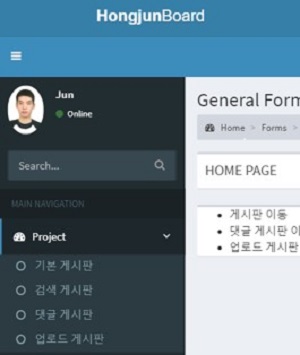 HongjunBoard
Jun
Online
General Form
Home > Forms >
Search...
HOME PAGE
MAIN NAVIGATION
게시판 이동
댓글 게시판 이
업로드 게시판
Project
기본 게시판
검색 게시판
댓글 게시판
업로드 게시판